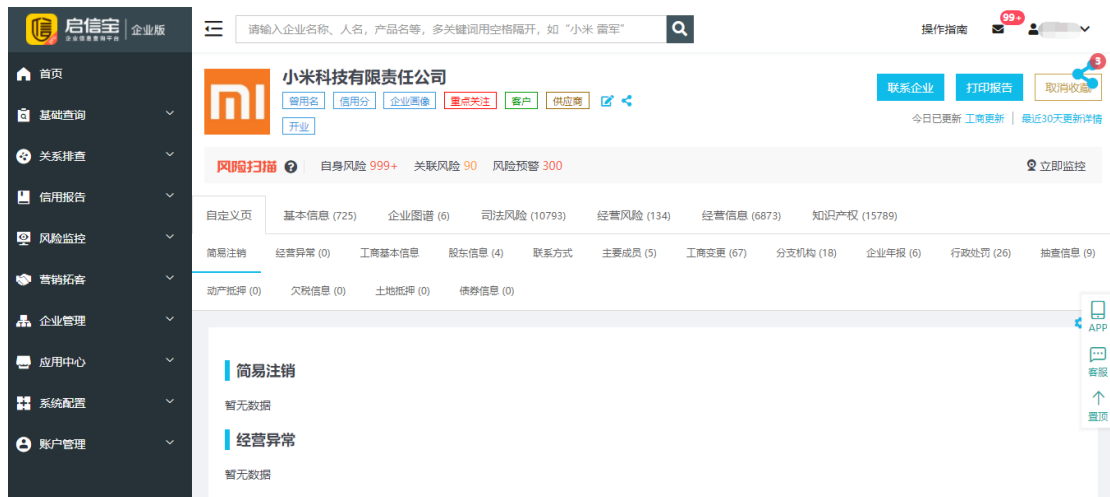 启信宝 企业版
企业信息查询平台
请输入企业名称、人名，产品名等，多关键词用空格隔开，如“小米 雷军”
操作指南
99+
首页
基础查询
关系排查
信用报告
风险监控
营销拓客
企业管理
应用中心
系统配置
账户管理
小米科技有限责任公司
曾用名 信用分 企业画像 重点关注 客户 供应商
开业
联系企业 打印报告 取消收藏
3
今日已更新 工商更新 | 最近30天更新详情
风险扫描 ? 自身风险 999+ 关联风险 90 风险预警 300 立即监控
自定义页 基本信息 (725) 企业图谱 (6) 司法风险 (10793) 经营风险 (134) 经营信息 (6873) 知识产权 (15789)
简易注销 经营异常 (0) 工商基本信息 股东信息 (4) 联系方式 主要成员 (5) 工商变更 (67) 分支机构 (18) 企业年报 (6) 行政处罚 (26) 抽查信息 (9)
动产抵押 (0) 欠税信息 (0) 土地抵押 (0) 债券信息 (0)
简易注销
暂无数据
经营异常
暂无数据
APP
客服
置顶